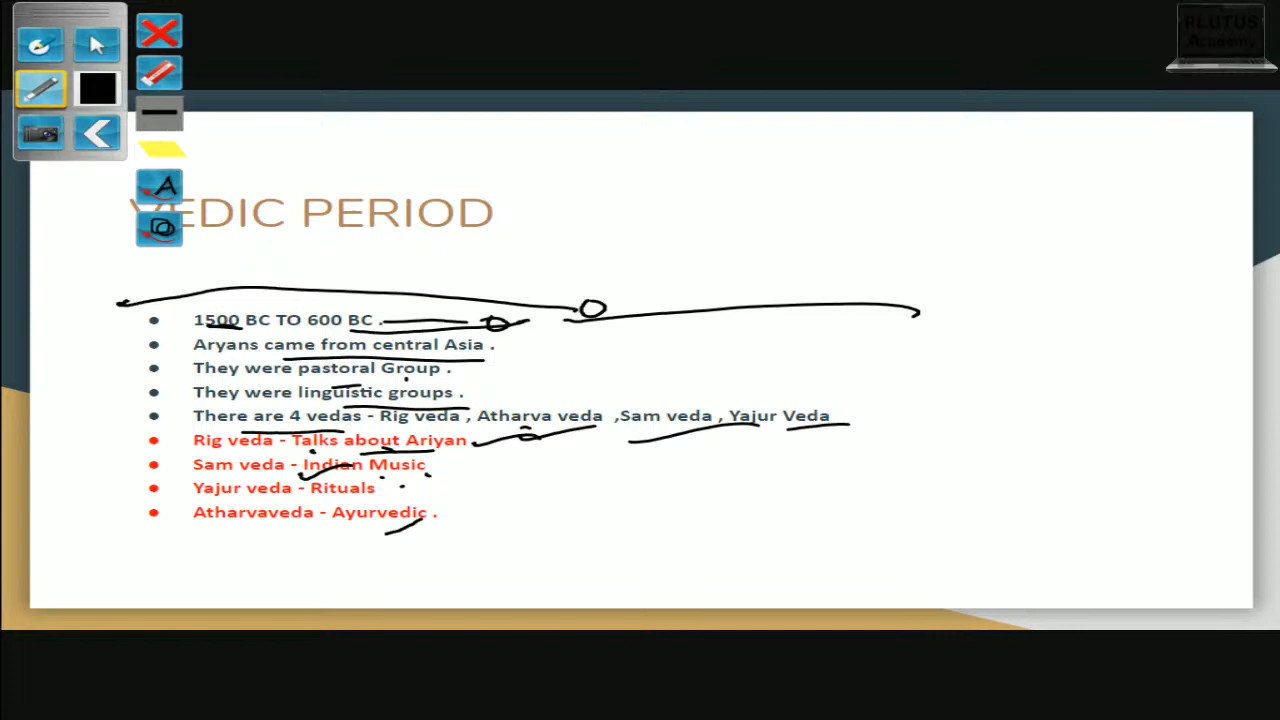 PLUTUS
Academy
VEDIC PERIOD
1500 BC TO 600 BC .
Aryans came from central Asia .
They were pastoral Group .
They were linguistic groups .
There are 4 vedas - Rig veda , Atharva veda ,Sam veda , Yajur Veda
Rig veda - Talks about Ariyan
Sam veda - Indian Music
Yajur veda - Rituals
Atharvaveda - Ayurvedic .